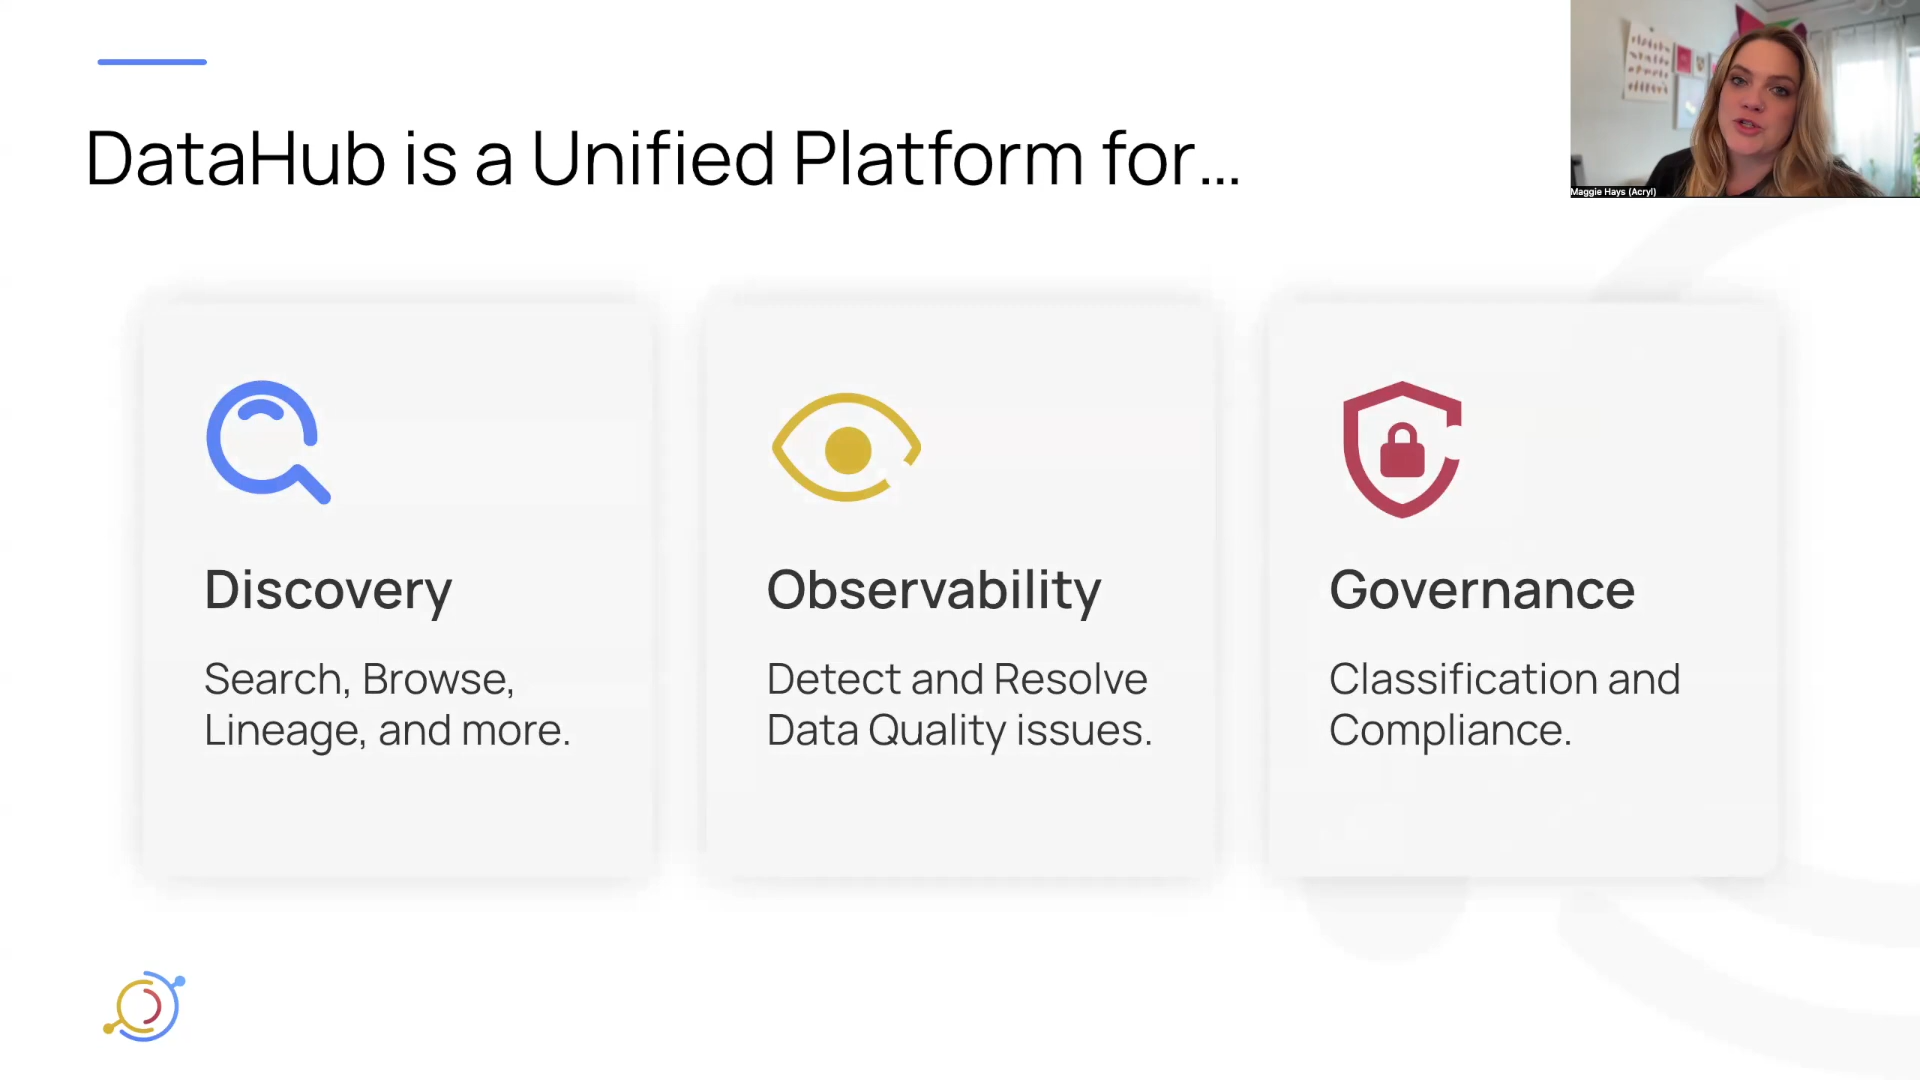 DataHub is a Unified Platform for...
Maggie Hays (Acryl)
Discovery
Search, Browse,
Lineage, and more.
Observability
Detect and Resolve
Data Quality issues.
Governance
Classification and
Compliance.